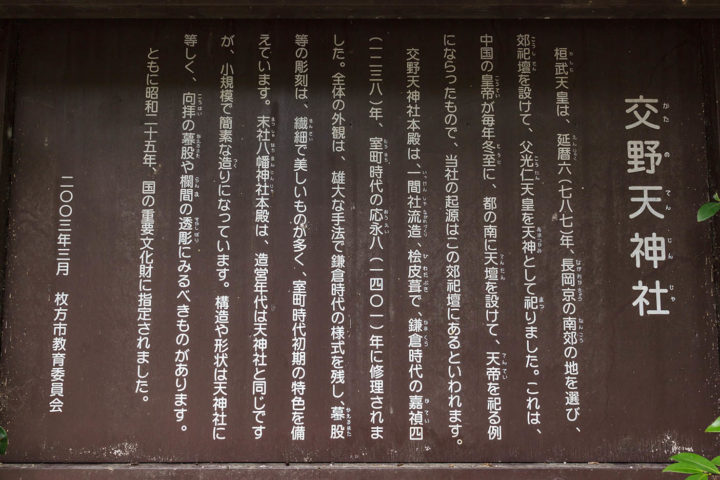 交野天神社
桓武天皇は、延暦六(七八七)年、長岡京の南郊の地を選び、
郊祀壇を設けて、父光仁天皇を天神として祀りました。これは、
中国の皇帝が毎年冬至に、都の南に天壇を設けて、天帝を祀る例
にならったもので、当社の起源はこの郊祀壇にあるといわれます。
交野天神社本殿は、一間社流造、桧皮葺で、鎌倉時代の嘉禎四
(一二三八)年、室町時代の応永八(一四〇一)年に修理されま
した。全体の外観は、雄大な手法で鎌倉時代の様式を残し、蟇股
等の彫刻は、繊細で美しいものが多く、室町時代初期の特色を備
えています。末社八幡神社本殿は、造営年代は天神社と同じです
が、小規模で簡素な造りになっています。構造や形状は天神社に
等しく、向拝の蟇股や欄間の透彫にみるべきものがあります。
ともに昭和二十五年、国の重要文化財に指定されました。
二〇〇三年三月 枚方市教育委員会